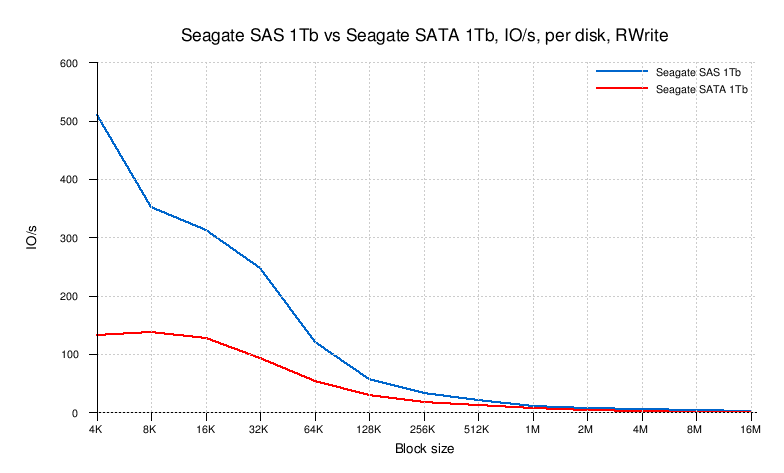 Seagate SAS 1Tb vs Seagate SATA 1Tb, IO/s, per disk, RWrite
600
Seagate SAS 1Tb
Seagate SATA 1Tb
500
400
300
IO/s
200
100
0
4K 8K 16K 32K 64K 128K 256K 512K 1M 2M 4M 8M 16M
Block size